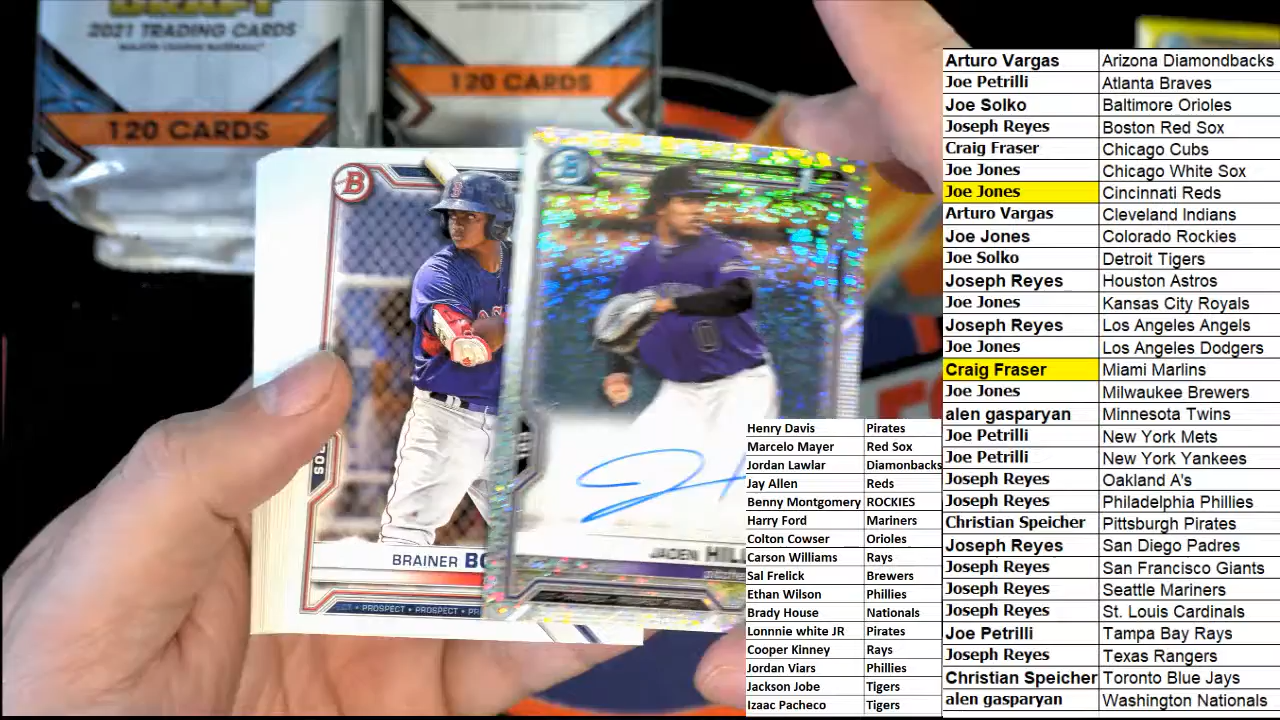 DRAFT
2021 TRADING CARDS
MAJOR LEAGUE BASEBALL
120 CARDS
120 CARDS
B
B
BRAINER
PROSPECT • PROSPECT • PROSPECT
JADEN
Arturo Vargas Arizona Diamondbacks
Joe Petrilli Atlanta Braves
Joe Solko Baltimore Orioles
Joseph Reyes Boston Red Sox
Craig Fraser Chicago Cubs
Joe Jones Chicago White Sox
Joe Jones Cincinnati Reds
Arturo Vargas Cleveland Indians
Joe Jones Colorado Rockies
Joe Solko Detroit Tigers
Joseph Reyes Houston Astros
Joe Jones Kansas City Royals
Joseph Reyes Los Angeles Angels
Joe Jones Los Angeles Dodgers
Craig Fraser Miami Marlins
Joe Jones Milwaukee Brewers
alen gasparyan Minnesota Twins
Joe Petrilli New York Mets
Joe Petrilli New York Yankees
Joseph Reyes Oakland A's
Joseph Reyes Philadelphia Phillies
Christian Speicher Pittsburgh Pirates
Joseph Reyes San Diego Padres
Joseph Reyes San Francisco Giants
Joseph Reyes Seattle Mariners
Joseph Reyes St. Louis Cardinals
Joe Petrilli Tampa Bay Rays
Joseph Reyes Texas Rangers
Christian Speicher Toronto Blue Jays
alen gasparyan Washington Nationals
Henry Davis Pirates
Marcelo Mayer Red Sox
Jordan Lawlar Diamonbacks
Jay Allen Reds
Benny Montgomery ROCKIES
Harry Ford Mariners
Colton Cowser Orioles
Carson Williams Rays
Sal Frelick Brewers
Ethan Wilson Phillies
Brady House Nationals
Lonnnie white JR Pirates
Cooper Kinney Rays
Jordan Viars Phillies
Jackson Jobe Tigers
Izaac Pacheco Tigers